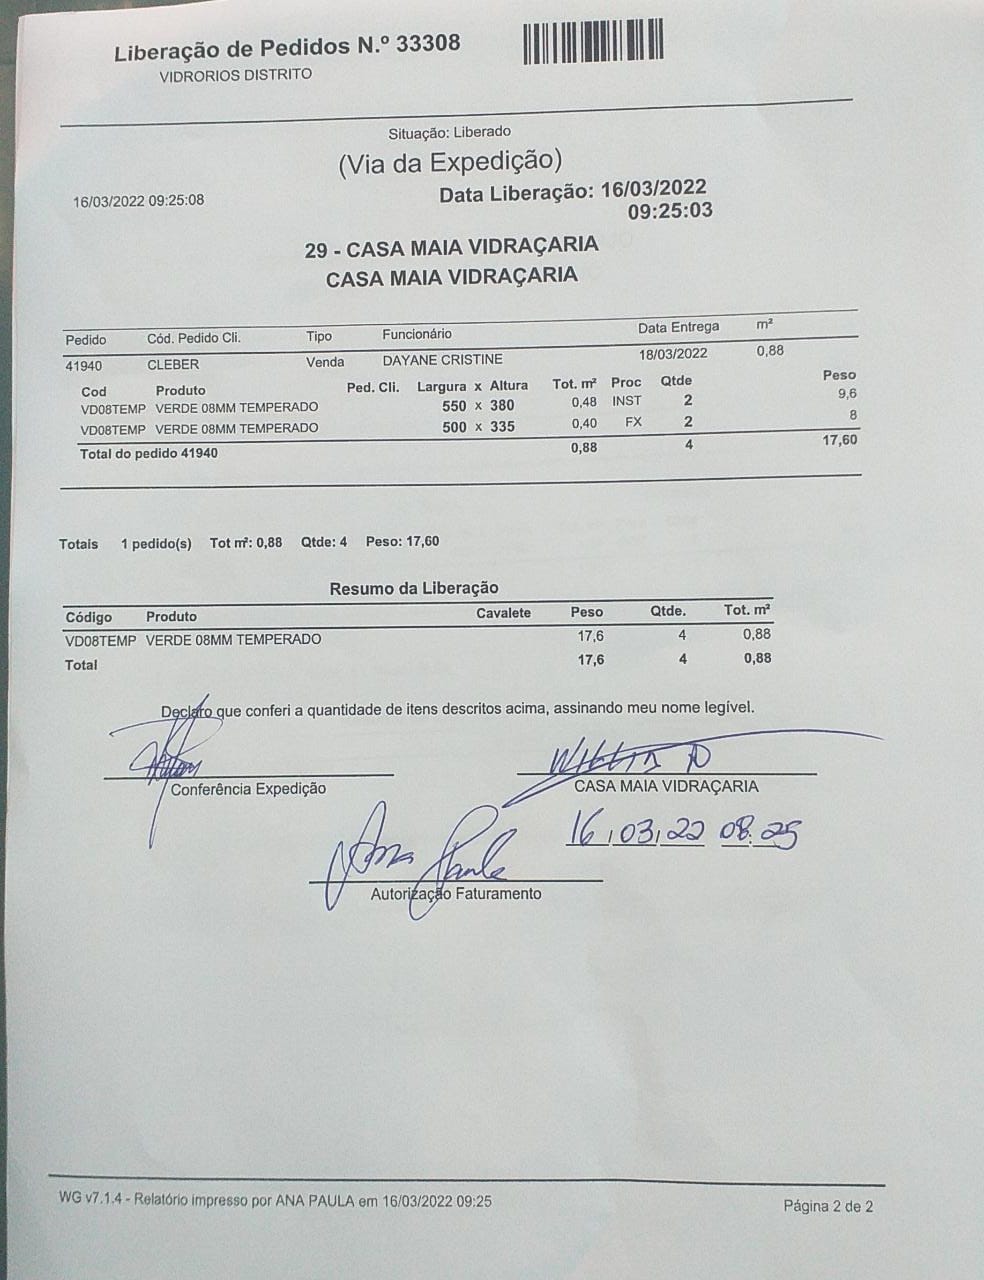 Liberação de Pedidos N.º 33308
VIDRORIOS DISTRITO
Situação: Liberado
(Via da Expedição)
16/03/2022 09:25:08
Data Liberação: 16/03/2022
09:25:03
29 - CASA MAIA VIDRAÇARIA
CASA MAIA VIDRAÇARIA
Pedido Cód. Pedido Cli. Tipo Funcionário Data Entrega m²
41940 CLEBER Venda DAYANE CRISTINE 18/03/2022 0,88
Cod Produto Ped. Cli. Largura x Altura Tot. m² Proc Qtde Peso
VD08TEMP VERDE 08MM TEMPERADO 550 x 380 0,48 INST 2 9,6
VD08TEMP VERDE 08MM TEMPERADO 500 x 335 0,40 FX 2 8
Total do pedido 41940 0,88 4 17,60
Totais 1 pedido(s) Tot m²: 0,88 Qtde: 4 Peso: 17,60
Resumo da Liberação
Código Produto Cavalete Peso Qtde. Tot. m²
VD08TEMP VERDE 08MM TEMPERADO 17,6 4 0,88
Total 17,6 4 0,88
Declaro que conferi a quantidade de itens descritos acima, assinando meu nome legível.
Conferência Expedição
CASA MAIA VIDRAÇARIA
16/03/22 08:25
Ana Paula
Autorização Faturamento
WG v7.1.4 - Relatório impresso por ANA PAULA em 16/03/2022 09:25
Página 2 de 2